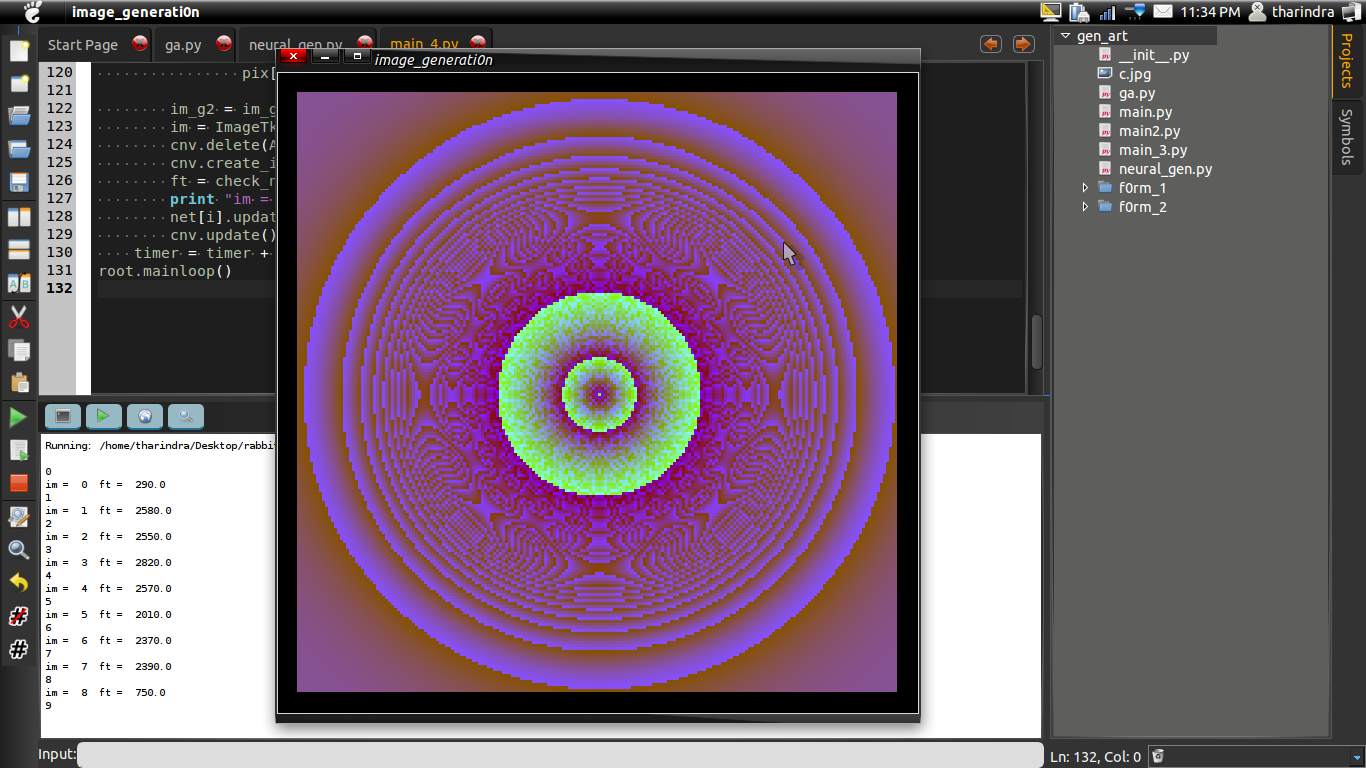 image_generati0n
11:34 PM
tharindra
Start Page
ga.py
neural_gen.py
main_4.py
image_generati0n
120 pix[
121
122 im_g2 = im_g
123 im = ImageTk
124 cnv.delete(A
125 cnv.create_i
126 ft = check_n
127 print "im =
128 net[i].updat
129 cnv.update()
130 timer = timer +
131 root.mainloop()
132
gen_art
__init__.py
c.jpg
ga.py
main.py
main2.py
main_3.py
neural_gen.py
f0rm_1
f0rm_2
Projects
Symbols
Running: /home/tharindra/Desktop/rabbi
0
im = 0 ft = 290.0
1
im = 1 ft = 2580.0
2
im = 2 ft = 2550.0
3
im = 3 ft = 2820.0
4
im = 4 ft = 2570.0
5
im = 5 ft = 2010.0
6
im = 6 ft = 2370.0
7
im = 7 ft = 2390.0
8
im = 8 ft = 750.0
9
Input:
Ln: 132, Col: 0